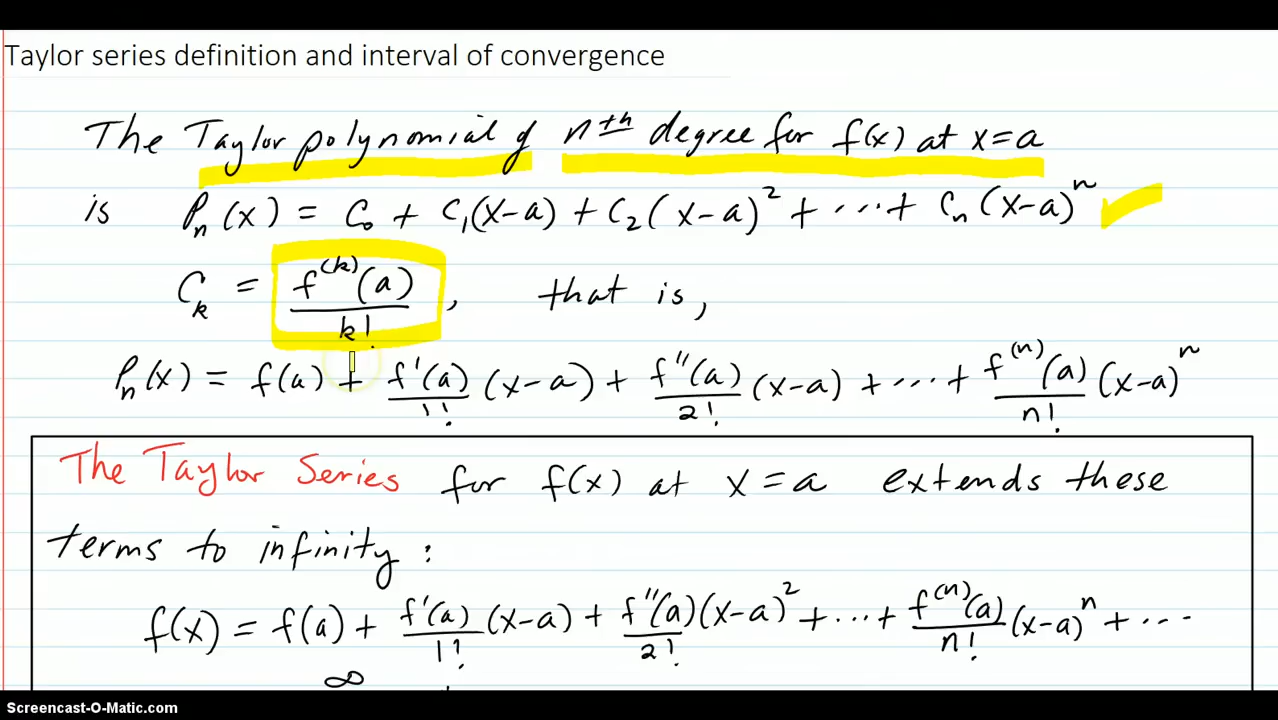 Taylor series definition and interval of convergence
The Taylor polynomial of nth degree for f(x) at x=a
is Pn(x) = C0 + C1(x-a) + C2(x-a)² + ... + Cn(x-a)ⁿ
Ck = f^(k)(a)/k! , that is,
Pn(x) = f(a) + f'(a)/1! (x-a) + f''(a)/2! (x-a) + ... + f^(n)(a)/n! (x-a)ⁿ
The Taylor Series for f(x) at x=a extends these
terms to infinity:
f(x) = f(a) + f'(a)/1! (x-a) + f''(a)/2! (x-a)² + ... + f^(n)(a)/n! (x-a)ⁿ + ...
∞
Screencast-O-Matic.com